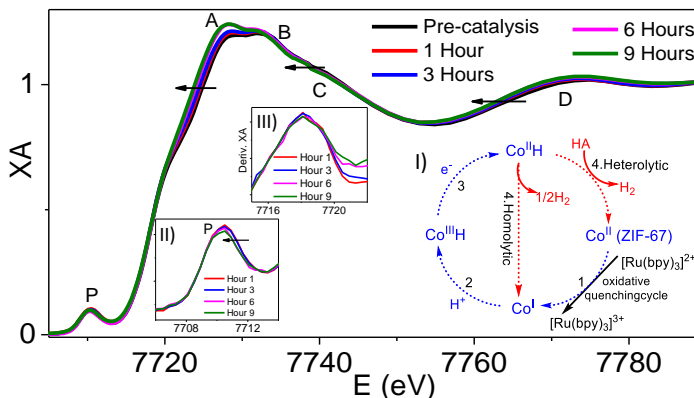 A
B
C
D
P
Pre-catalysis
1 Hour
3 Hours
6 Hours
9 Hours
XA
1
0
7720
7740
7760
7780
E (eV)
III)
Deriv. XA
Hour 1
Hour 3
Hour 6
Hour 9
7716
7720
II)
P
Hour 1
Hour 3
Hour 6
Hour 9
7708
7712
I)
CoᴵᴵH
HA
4.Heterolytic
H₂
e⁻
3
1/2H₂
4.Homolytic
CoᴵᴵᴵH
Coᴵᴵ (ZIF-67)
[Ru(bpy)₃]²⁺
1
oxidative
quenchingcycle
2
H⁺
Coᴵ
[Ru(bpy)₃]³⁺